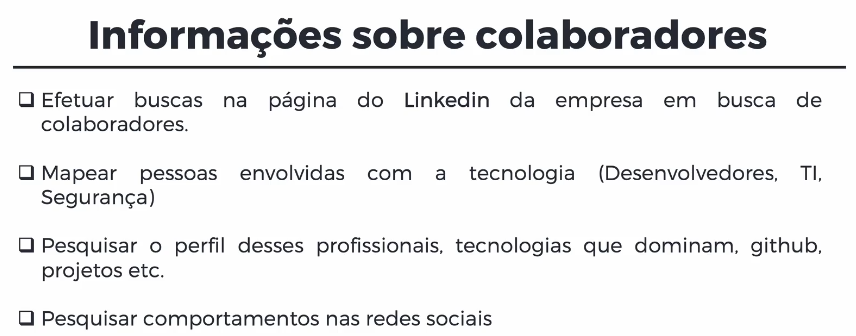 Informações sobre colaboradores
❑ Efetuar buscas na página do Linkedin da empresa em busca de
colaboradores.
❑ Mapear pessoas envolvidas com a tecnologia (Desenvolvedores, TI,
Segurança)
❑ Pesquisar o perfil desses profissionais, tecnologias que dominam, github,
projetos etc.
❑ Pesquisar comportamentos nas redes sociais